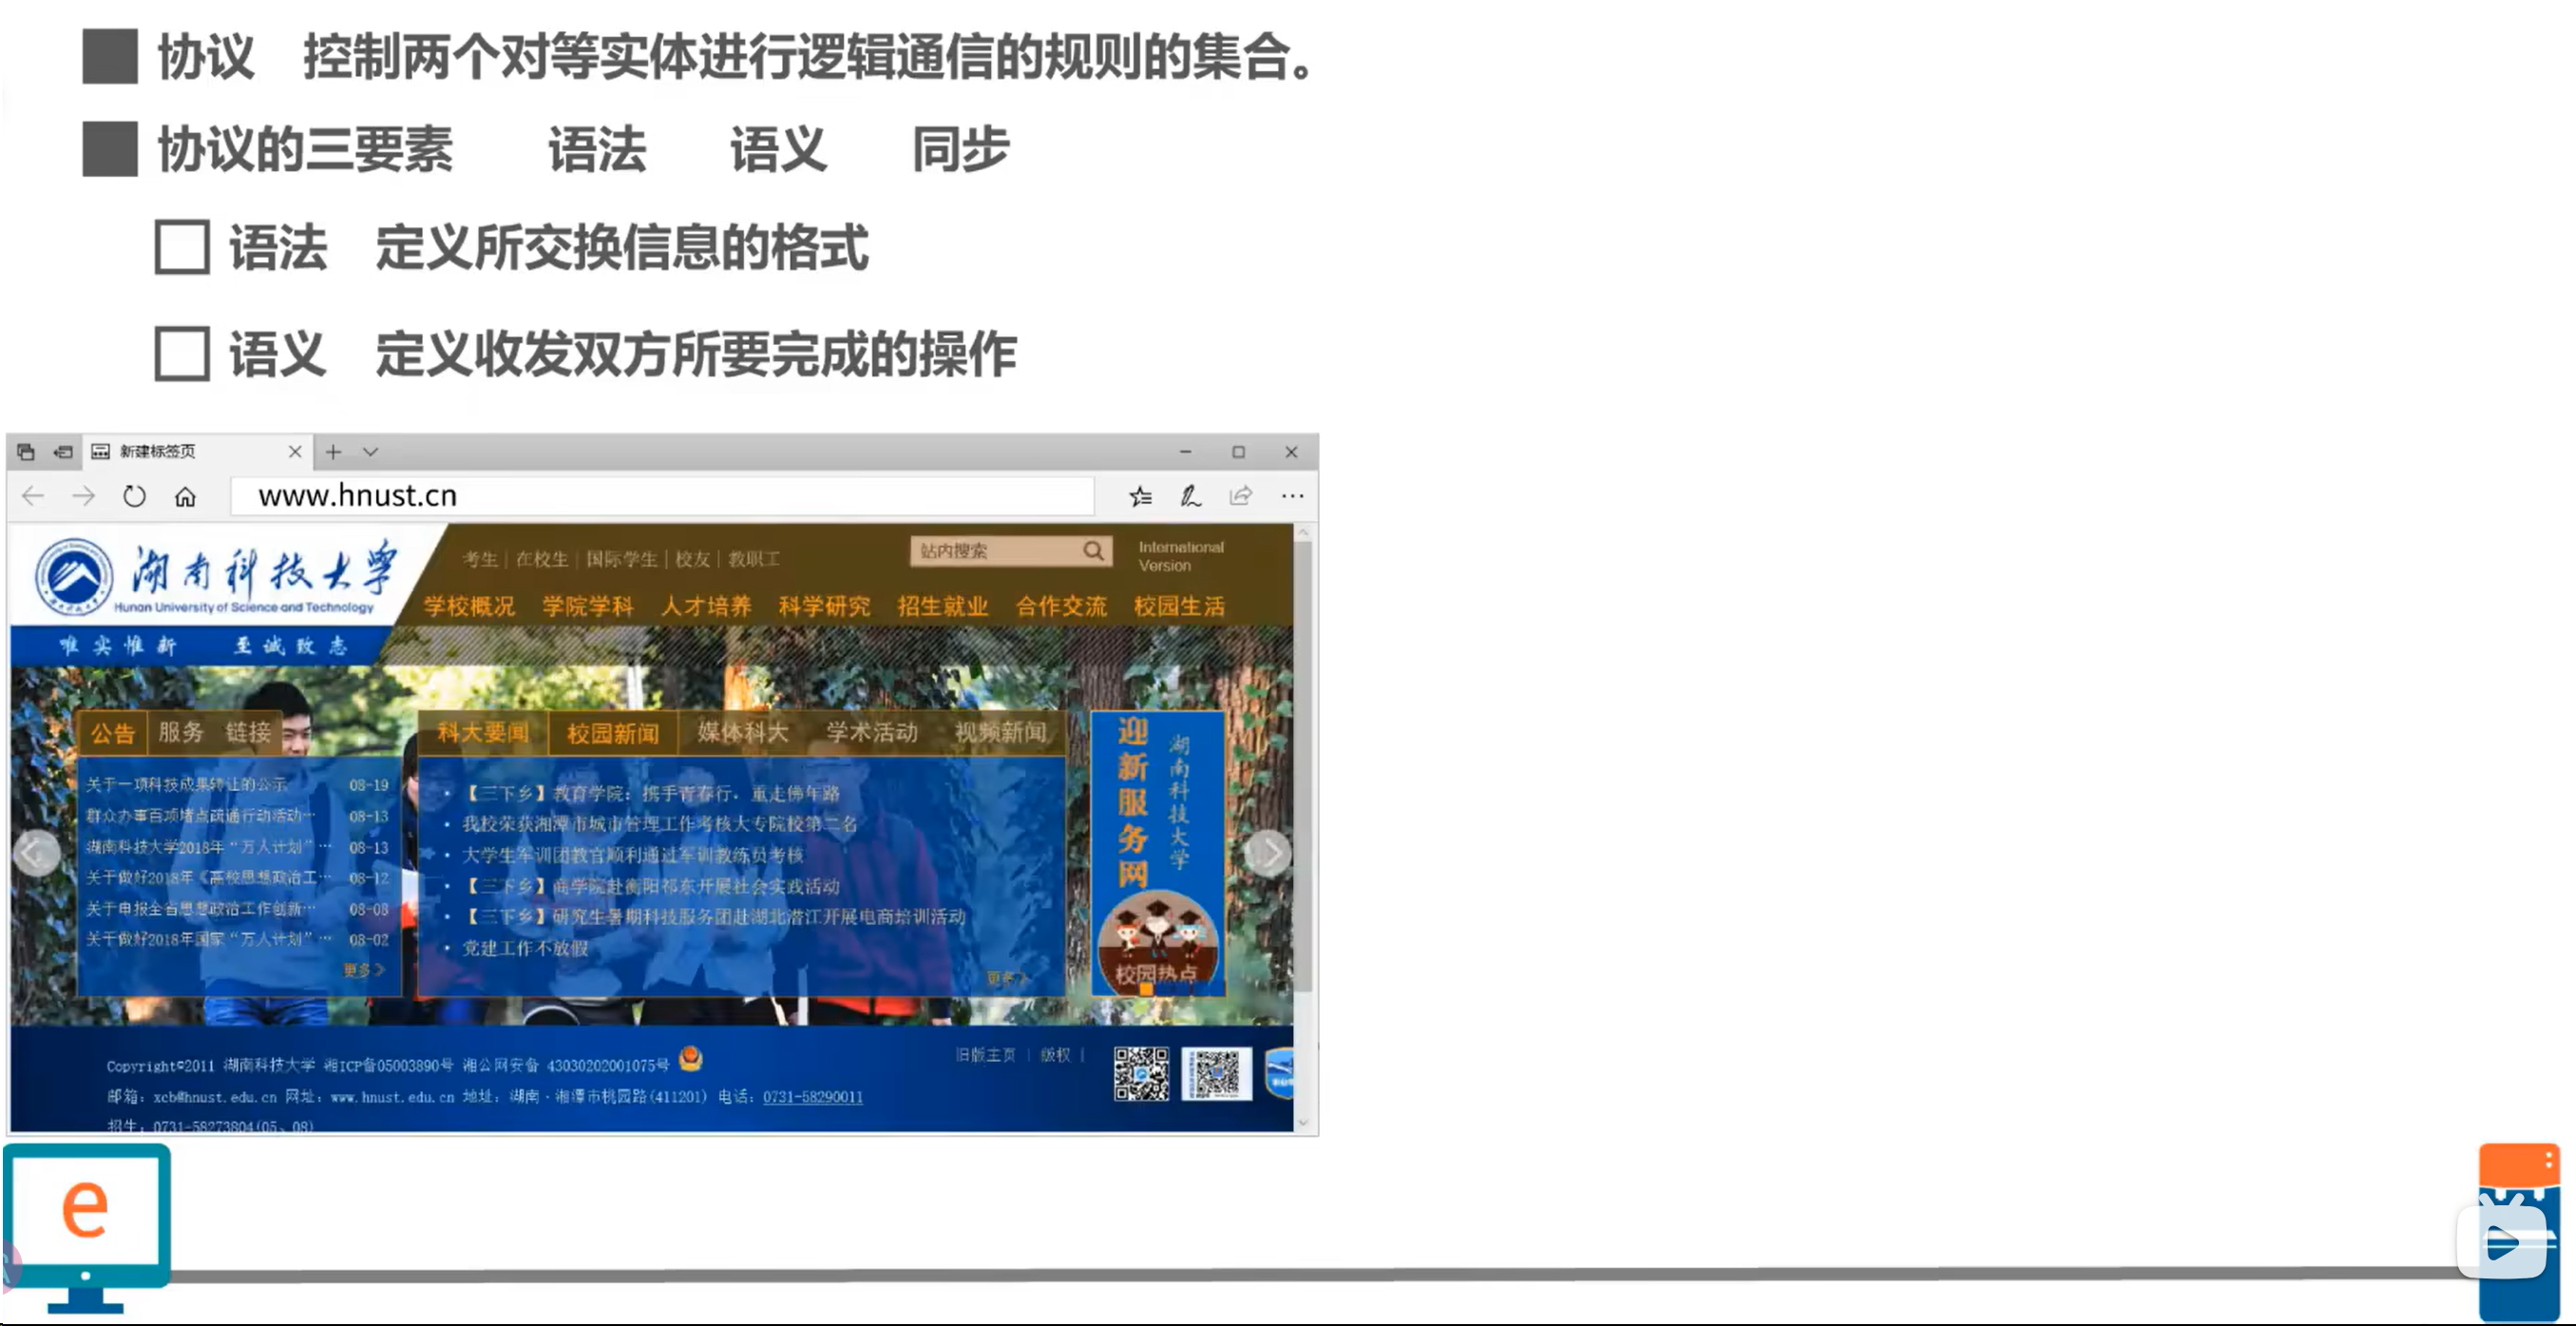 协议 控制两个对等实体进行逻辑通信的规则的集合。
协议的三要素 语法 语义 同步
语法 定义所交换信息的格式
语义 定义收发双方所要完成的操作
新建标签页
www.hnust.cn
湖南科技大学
Hunan University of Science and Technology
唯实惟新 至诚致志
考生 | 在校生 | 国际学生 | 校友 | 教职工
站内搜索
International
Version
学校概况 学院学科 人才培养 科学研究 招生就业 合作交流 校园生活
公告 服务 链接
关于一项科技成果转让的公示 08-19
群众办事百项堵点疏通行动活动… 08-13
湖南科技大学2018年“万人计划”… 08-13
关于做好2018年《高校思想政治工… 08-12
关于申报全省思想政治工作创新… 08-08
关于做好2018年国家“万人计划”… 08-02
更多
科大要闻 校园新闻 媒体科大 学术活动 视频新闻
【三下乡】教育学院：携手青春行，重走佛年路
我校荣获湘潭市城市管理工作考核大专院校第二名
大学生军训团教官顺利通过军训教练员考核
【三下乡】商学院赴衡阳祁东开展社会实践活动
【三下乡】研究生暑期科技服务团赴湖北潜江开展电商培训活动
党建工作不放假
更多
迎新服务网
湖南科技大学
校园热点
Copyright©2011 湖南科技大学 湘ICP备05003890号 湘公网安备 43030202001075号
旧版主页 | 版权 |
邮箱：xcb@hnust.edu.cn 网址：www.hnust.edu.cn 地址：湖南·湘潭市桃园路(411201) 电话：0731-58290011
招生：0731-58273804(05、08)
e